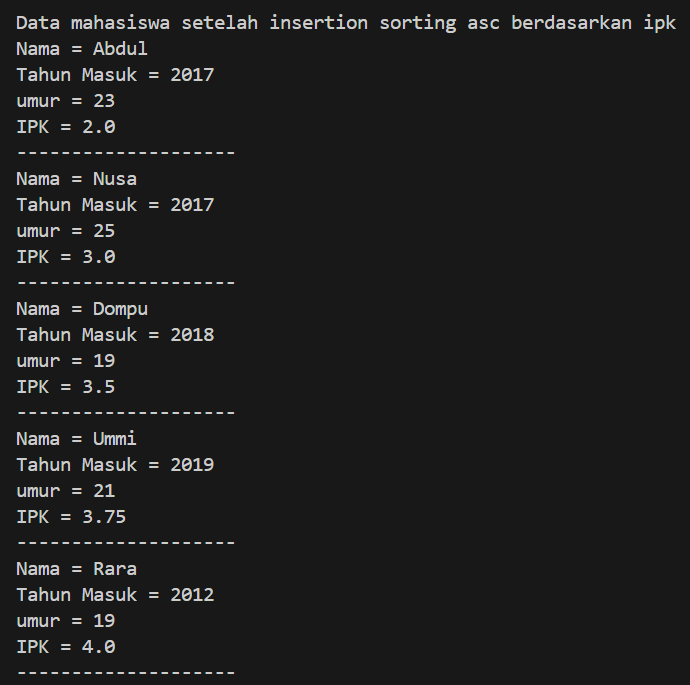 Data mahasiswa setelah insertion sorting asc berdasarkan ipk
Nama = Abdul
Tahun Masuk = 2017
umur = 23
IPK = 2.0
--------------------
Nama = Nusa
Tahun Masuk = 2017
umur = 25
IPK = 3.0
--------------------
Nama = Dompu
Tahun Masuk = 2018
umur = 19
IPK = 3.5
--------------------
Nama = Ummi
Tahun Masuk = 2019
umur = 21
IPK = 3.75
--------------------
Nama = Rara
Tahun Masuk = 2012
umur = 19
IPK = 4.0
--------------------